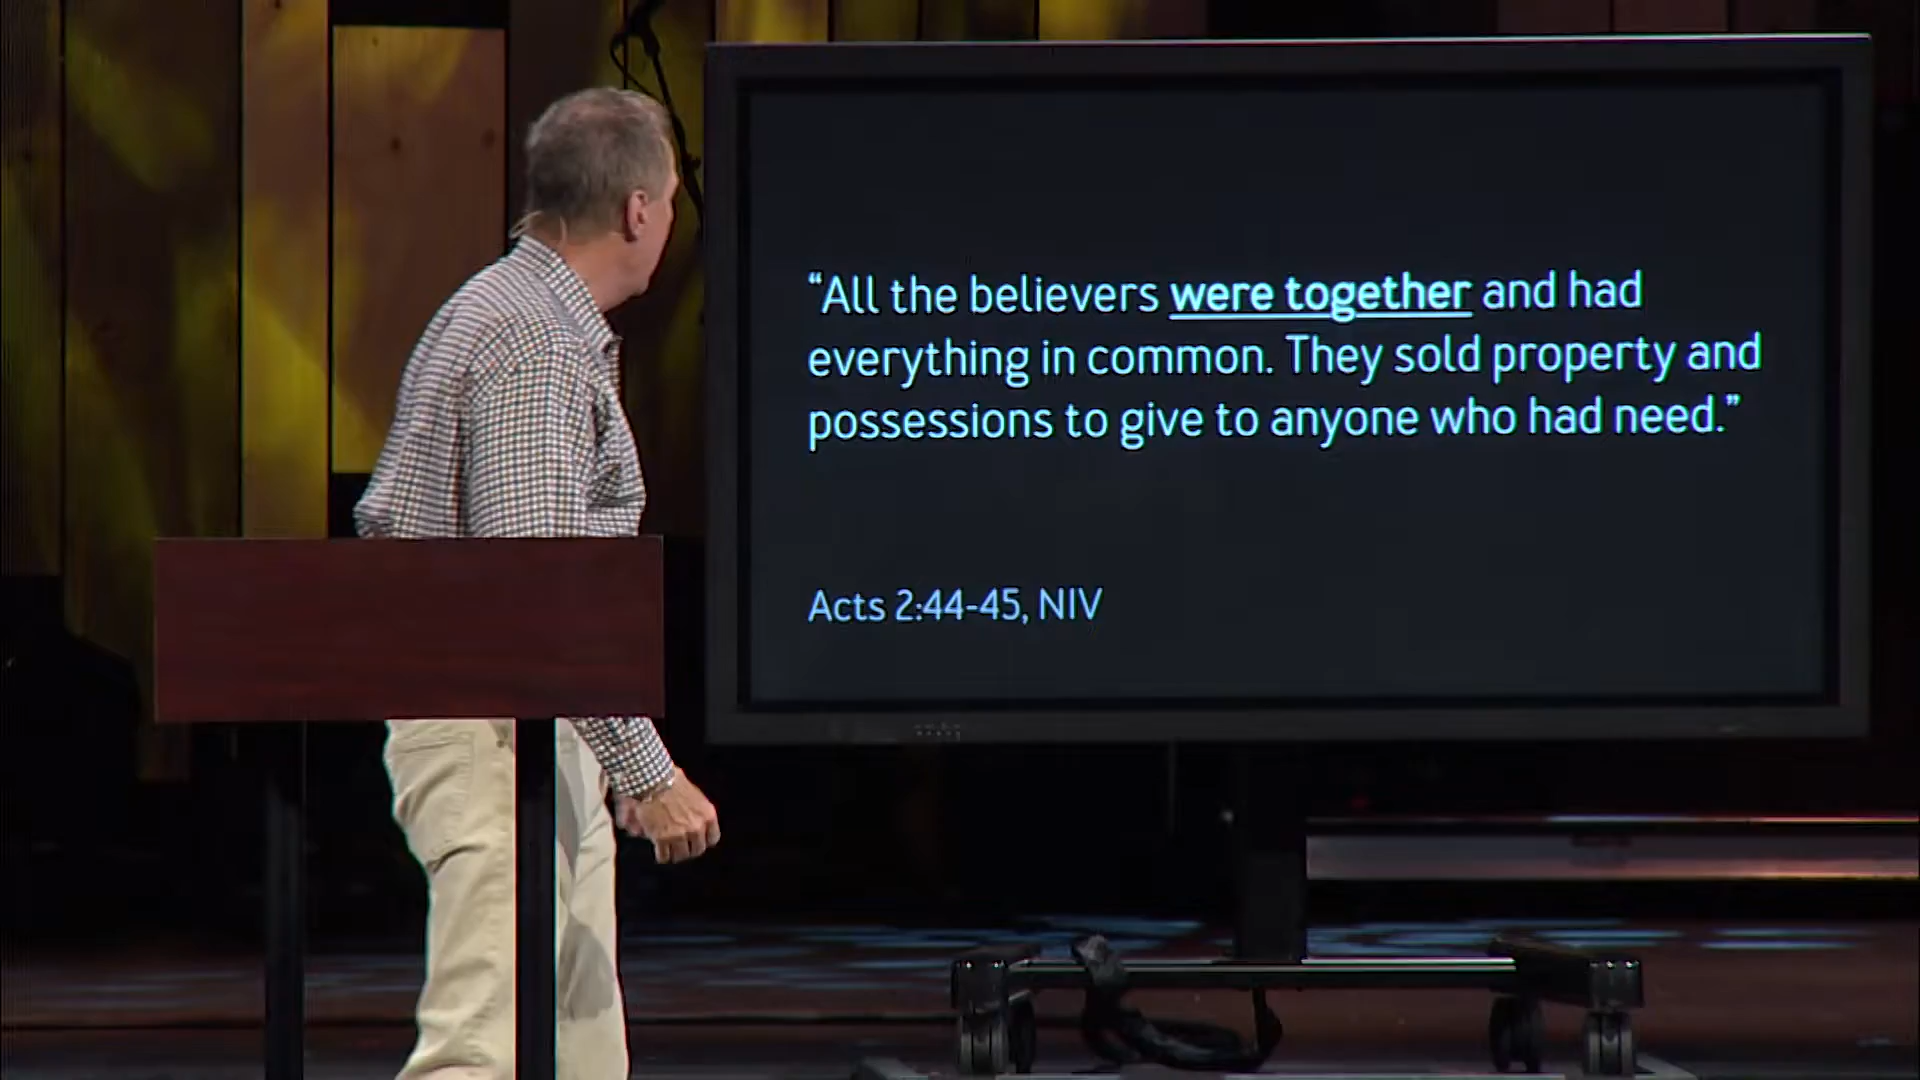 “All the believers were together and had
everything in common. They sold property and
possessions to give to anyone who had need.”
Acts 2:44-45, NIV